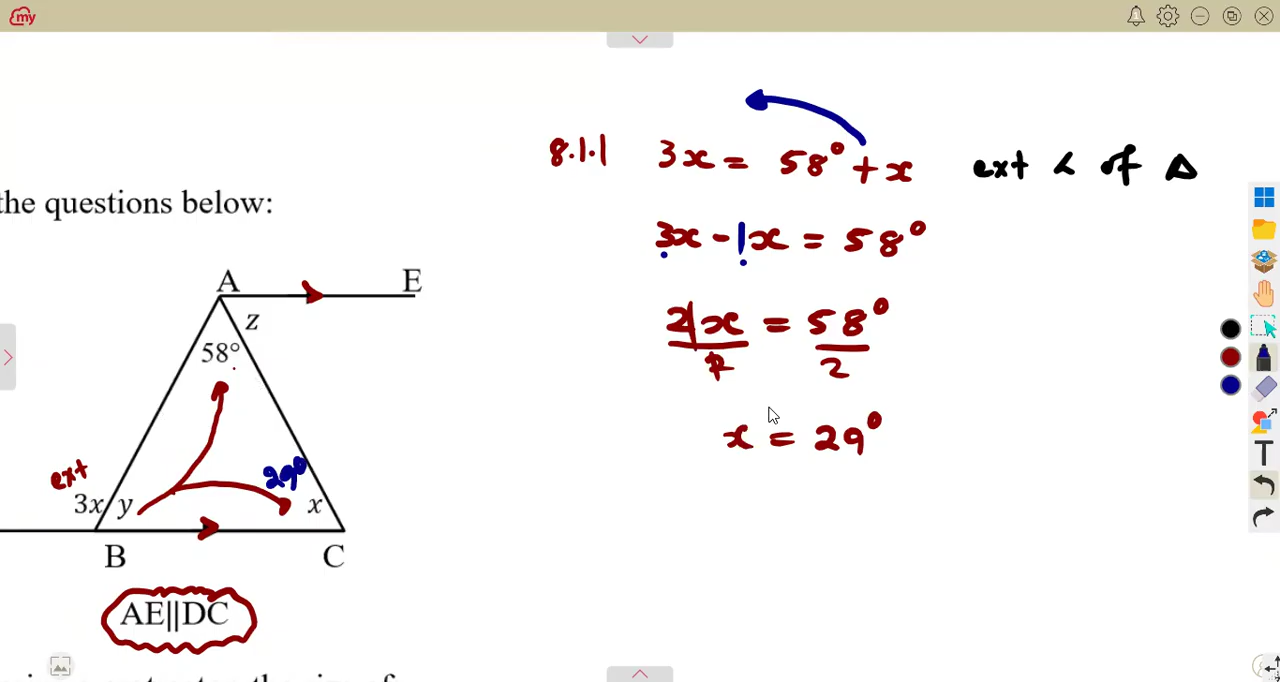 my
8.1.1 3x = 58° + x ext < of Δ
the questions below:
3x - 1x = 58°
A E
z
2x = 58°
58°
2 2
x = 29°
ext 29°
3x y x
B C
AE||DC
T